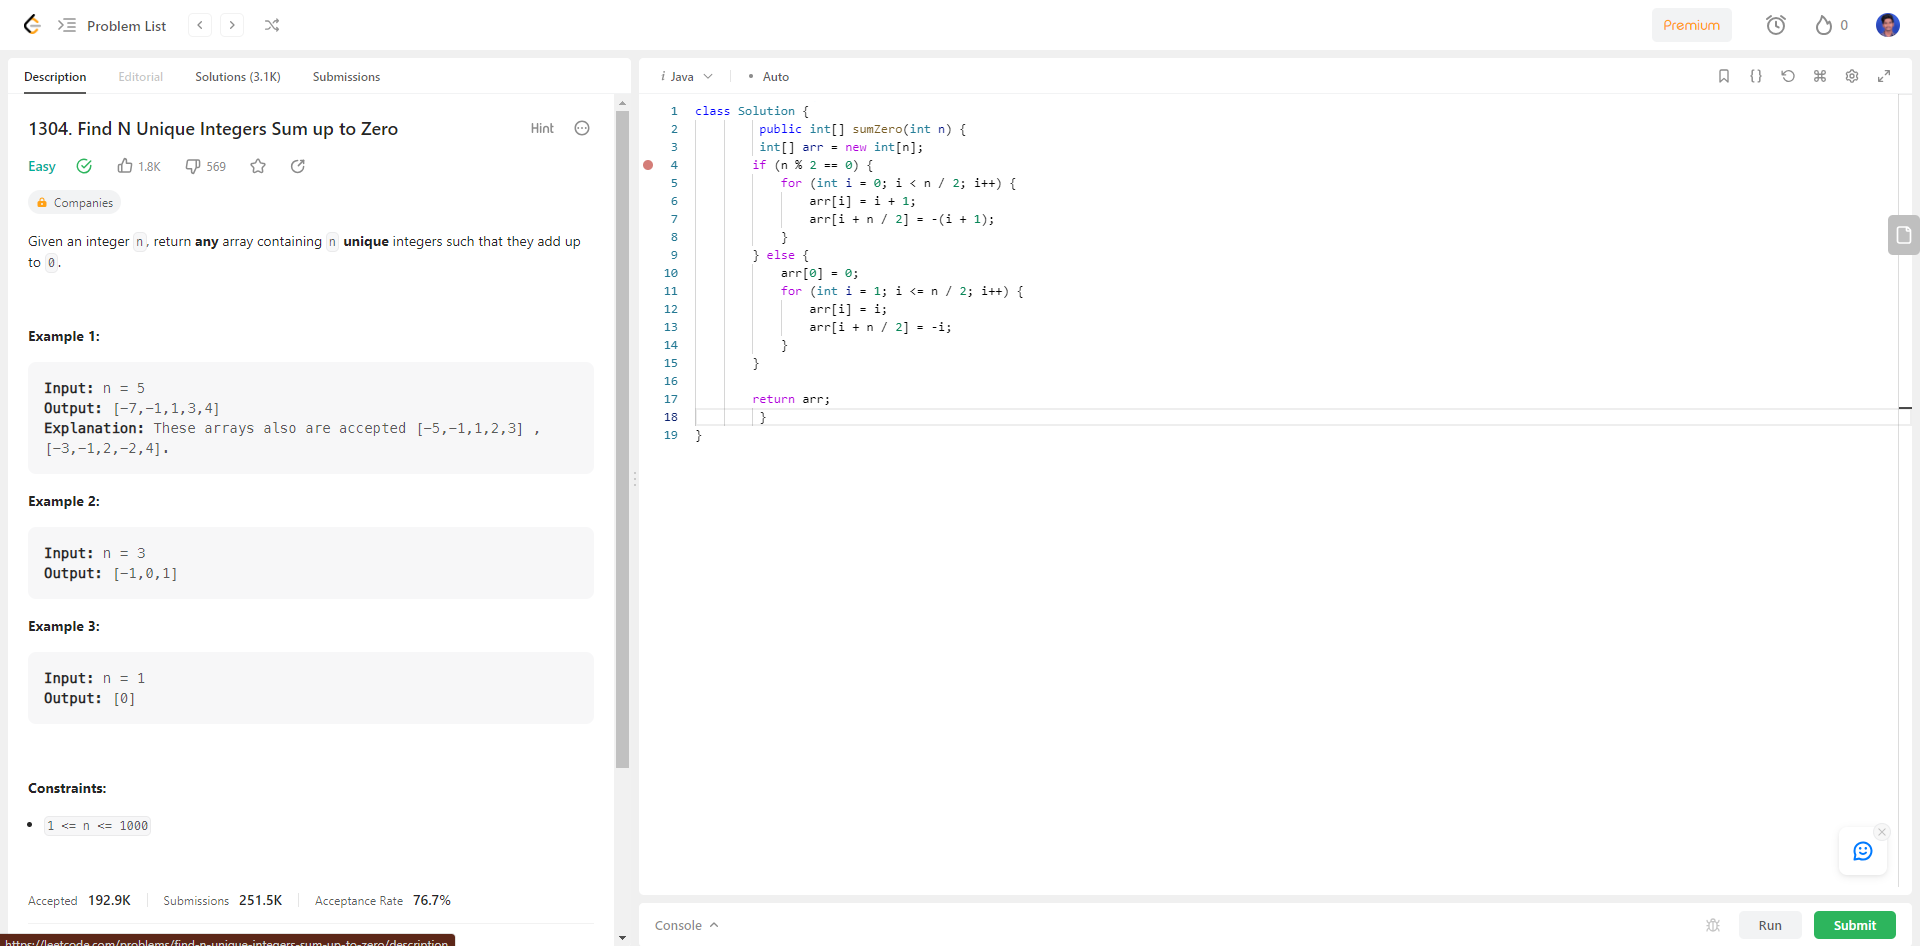 Problem List
Premium
0
Description
Editorial
Solutions (3.1K)
Submissions
1304. Find N Unique Integers Sum up to Zero
Hint
Easy
1.8K
569
Companies
Given an integer n, return any array containing n unique integers such that they add up
to 0.
Example 1:
Input: n = 5
Output: [-7,-1,1,3,4]
Explanation: These arrays also are accepted [-5,-1,1,2,3] ,
[-3,-1,2,-2,4].
Example 2:
Input: n = 3
Output: [-1,0,1]
Example 3:
Input: n = 1
Output: [0]
Constraints:
1 <= n <= 1000
Accepted 192.9K
Submissions 251.5K
Acceptance Rate 76.7%
https://leetcode.com/problems/find-n-unique-integers-sum-up-to-zero/description
i Java
• Auto
1 class Solution {
2 public int[] sumZero(int n) {
3 int[] arr = new int[n];
4 if (n % 2 == 0) {
5 for (int i = 0; i < n / 2; i++) {
6 arr[i] = i + 1;
7 arr[i + n / 2] = -(i + 1);
8 }
9 } else {
10 arr[0] = 0;
11 for (int i = 1; i <= n / 2; i++) {
12 arr[i] = i;
13 arr[i + n / 2] = -i;
14 }
15 }
16
17 return arr;
18 }
19 }
Console
Run
Submit